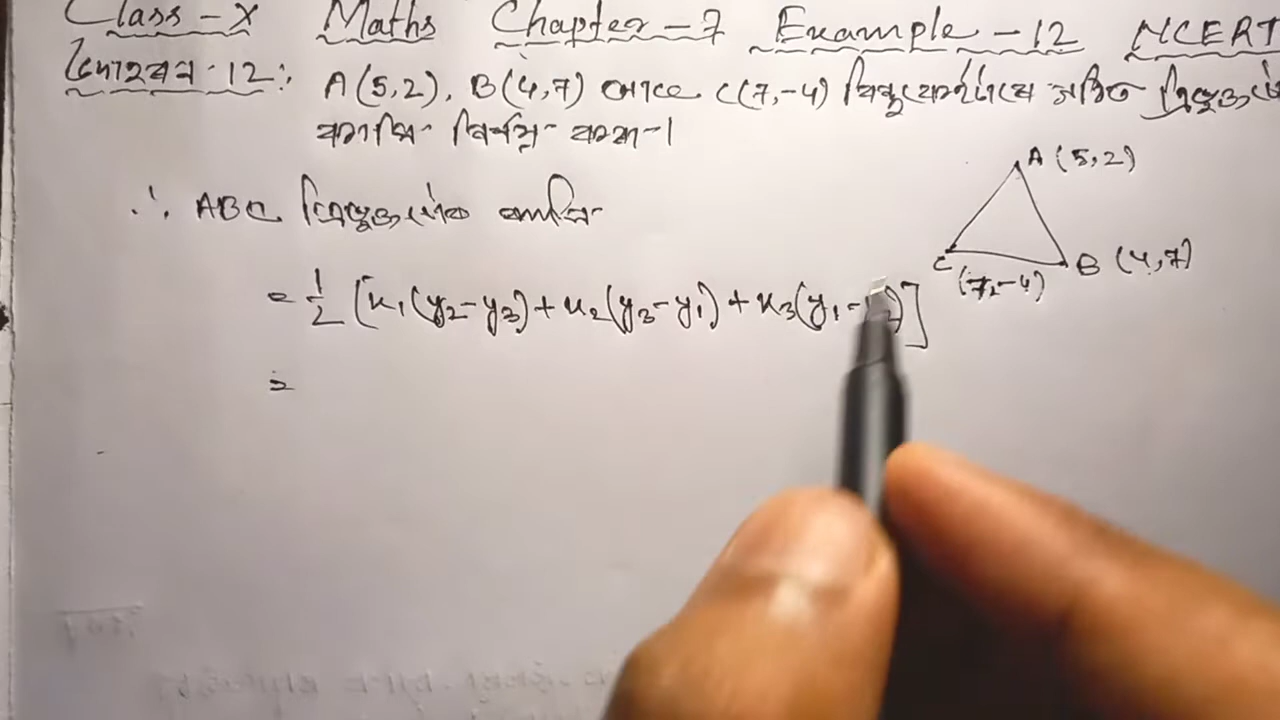 Class - X Maths Chapter - 7 Example - 12 NCERT
উদাহৰণ - 12 : A(5,2), B(4,7) আৰু C(7,-4) বিন্দুৰে গঠিত ত্ৰিভুজটোৰ
কালি নিৰ্ণয় কৰা।
A (5,2)
∴ ABC ত্ৰিভুজটোৰ কালি
C (7,-4) B (4,7)
= 1/2 [x₁(y₂-y₃)+x₂(y₃-y₁)+x₃(y₁-y₂)]
=